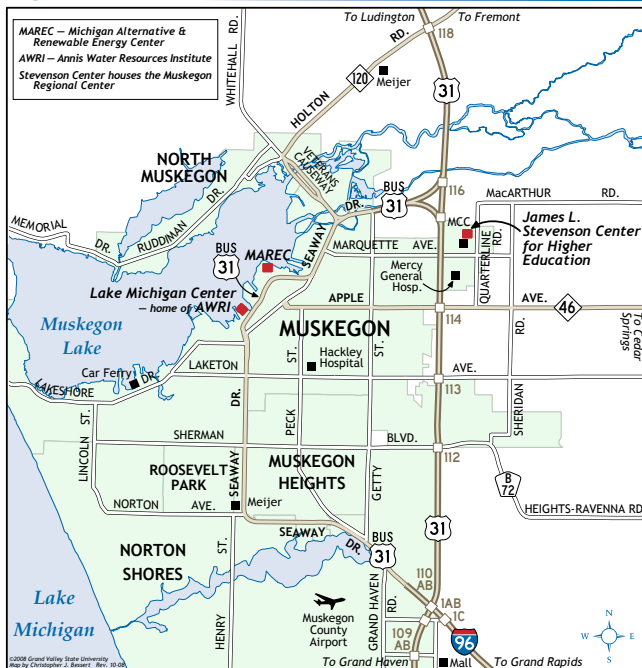 MAREC — Michigan Alternative &
Renewable Energy Center
AWRI — Annis Water Resources Institute
Stevenson Center houses the Muskegon
Regional Center
To Ludington
To Fremont
118
WHITEHALL RD.
HOLTON RD.
120
Meijer
31
NORTH
MUSKEGON
VETERANS
CAUSEWAY
BUS
31
116
MacARTHUR RD.
MEMORIAL DR.
RUDDIMAN DR.
SEAWAY DR.
MCC
James L.
Stevenson Center
for Higher
Education
BUS
31
MAREC
MARQUETTE AVE.
QUARTERLINE RD.
Mercy
General
Hosp.
Lake Michigan Center
— home of AWRI
APPLE AVE.
46
114
To Cedar
Springs
Muskegon
Lake
MUSKEGON
Car Ferry
LAKETON AVE.
ST.
Hackley
Hospital
ST.
RD.
LAKESHORE DR.
113
LINCOLN ST.
DR.
PECK
SHERIDAN
SHERMAN BLVD.
112
ROOSEVELT
PARK
MUSKEGON
HEIGHTS
GETTY
B
72
NORTON AVE.
SEAWAY
Meijer
HEIGHTS-RAVENNA RD.
SEAWAY DR.
31
BUS
31
NORTON
SHORES
HENRY ST.
110
AB
Lake
Michigan
Muskegon
County
Airport
GRAND HAVEN RD.
1AB
1C
109
AB
96
N
W E
S
To Grand Haven
Mall
To Grand Rapids
©2008 Grand Valley State University
Map by Christopher J. Bessert Rev. 10-08